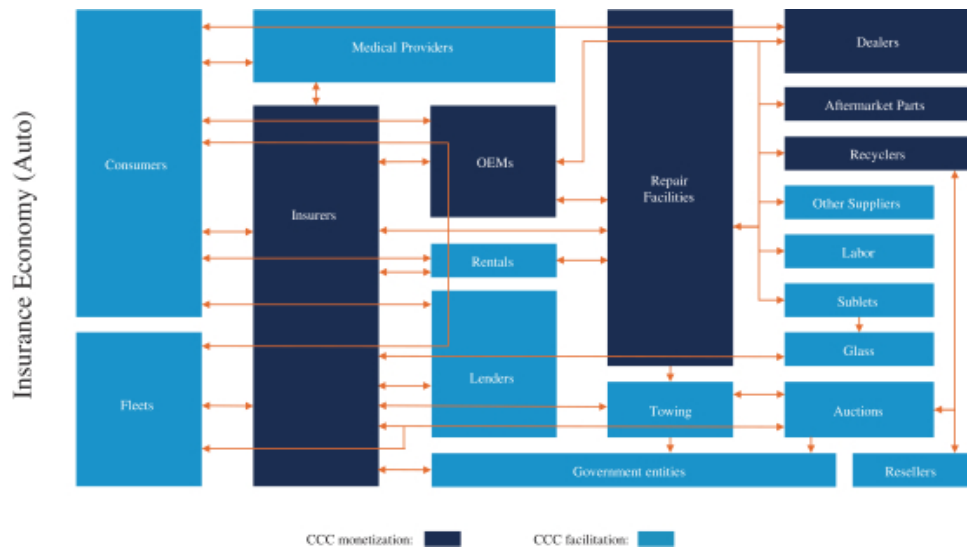 Insurance Economy (Auto)
Medical Providers
Dealers
Aftermarket Parts
Consumers
OEMs
Recyclers
Insurers
Repair
Facilities
Other Suppliers
Labor
Rentals
Sublets
Glass
Lenders
Fleets
Towing
Auctions
Government entities
Resellers
CCC monetization:
CCC facilitation: